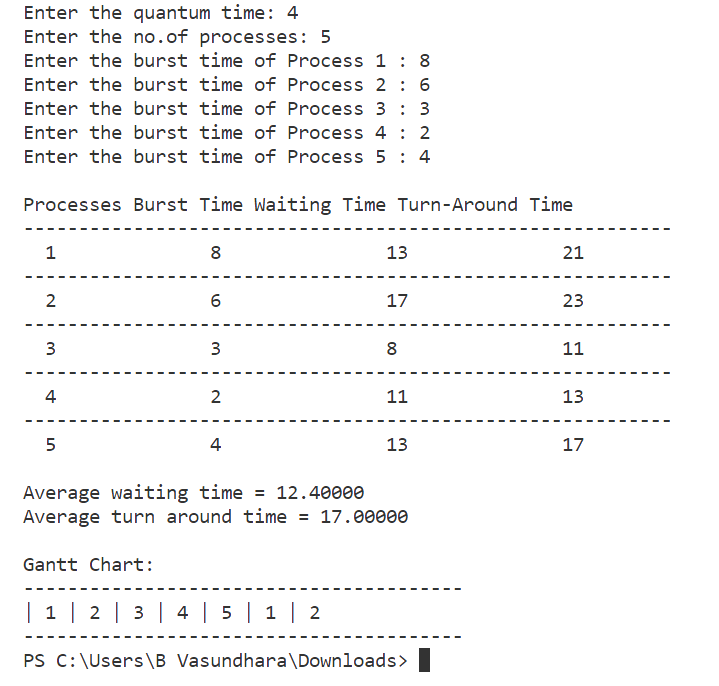 Enter the quantum time: 4
Enter the no.of processes: 5
Enter the burst time of Process 1 : 8
Enter the burst time of Process 2 : 6
Enter the burst time of Process 3 : 3
Enter the burst time of Process 4 : 2
Enter the burst time of Process 5 : 4
Processes Burst Time Waiting Time Turn-Around Time
-----------------------------------------------------------
1 8 13 21
-----------------------------------------------------------
2 6 17 23
-----------------------------------------------------------
3 3 8 11
-----------------------------------------------------------
4 2 11 13
-----------------------------------------------------------
5 4 13 17
Average waiting time = 12.40000
Average turn around time = 17.00000
Gantt Chart:
----------------------------------------
| 1 | 2 | 3 | 4 | 5 | 1 | 2
----------------------------------------
PS C:\Users\B Vasundhara\Downloads>